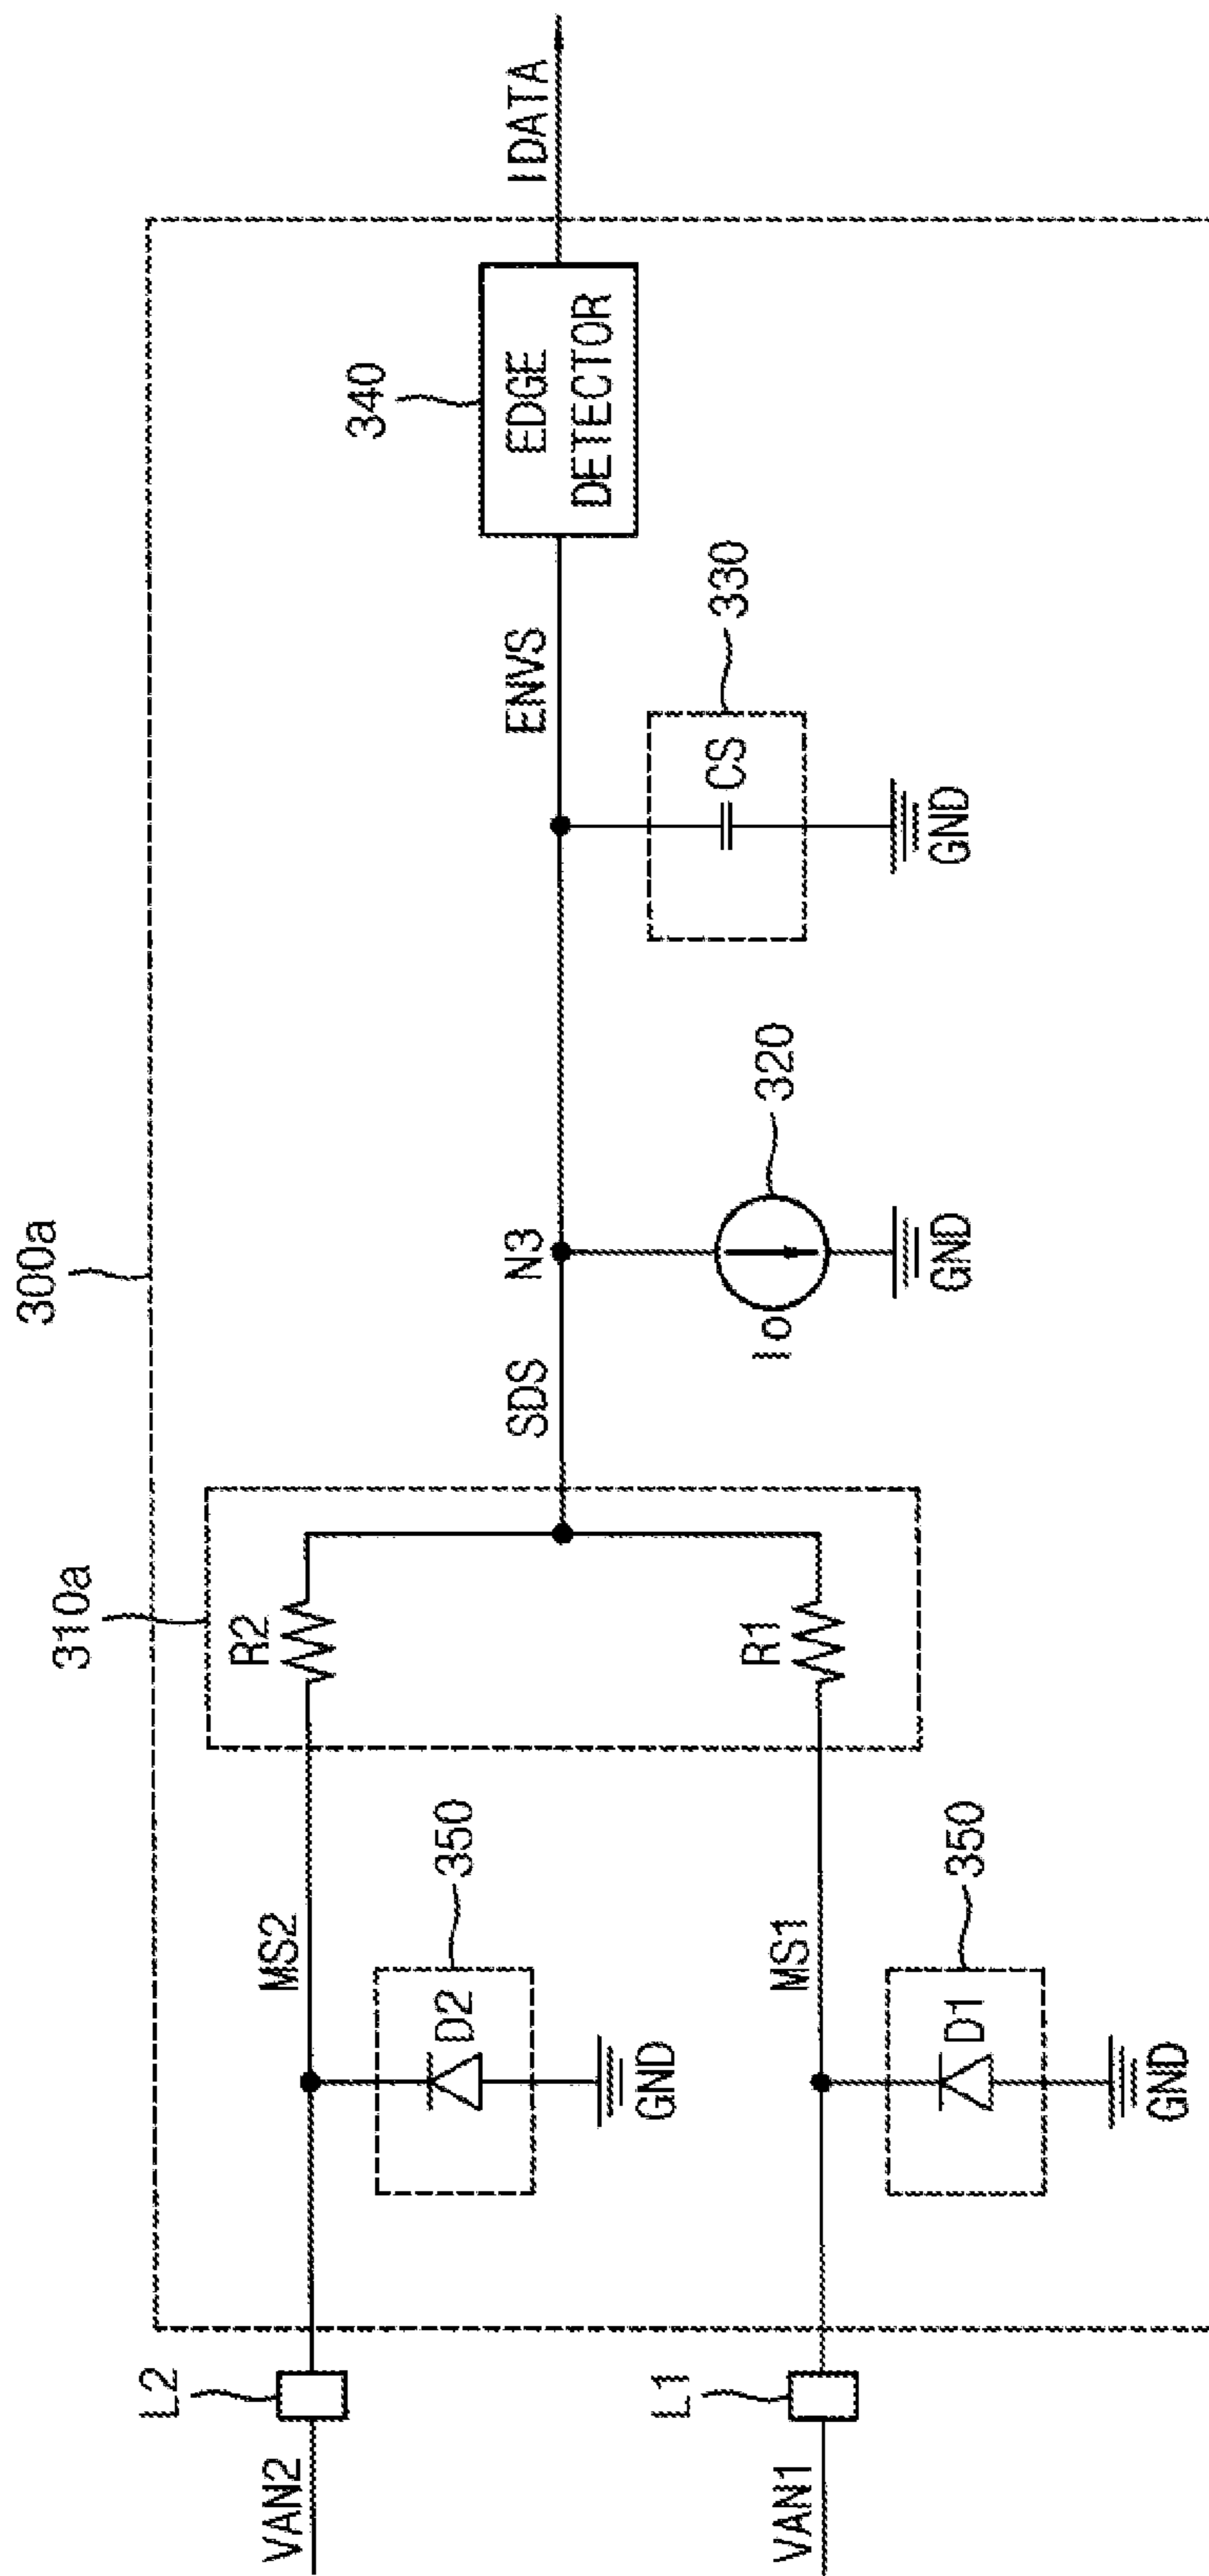 300a
310a
L2
VAN2
MS2
R2
D2
350
GND
SDS
N3
Io
320
GND
ENVS
CS
330
GND
340
EDGE
DETECTOR
IDATA
L1
VAN1
MS1
R1
D1
350
GND